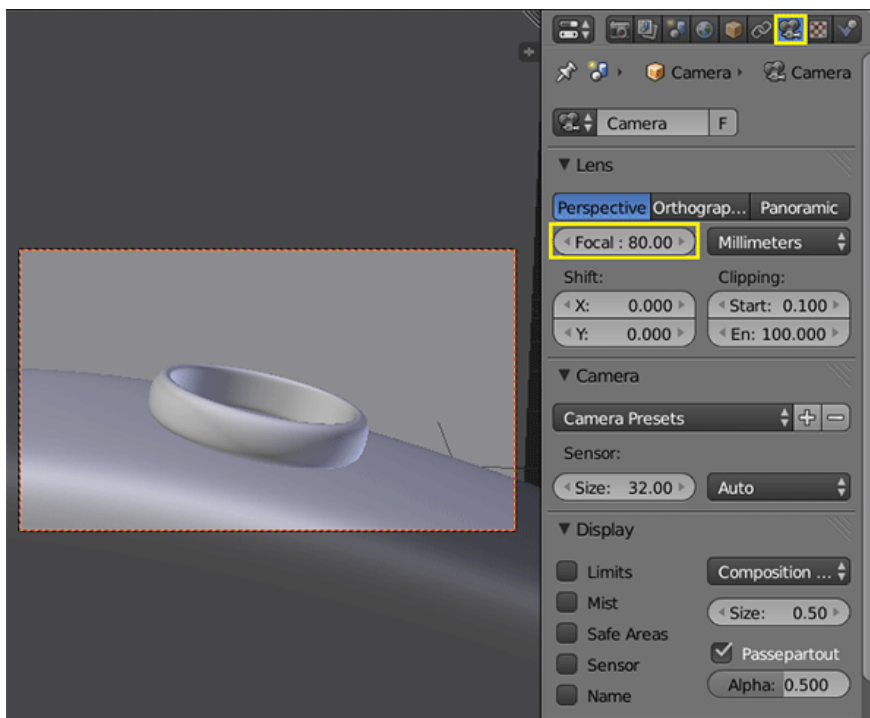 Camera Camera
Camera F
Lens
Perspective Orthograp... Panoramic
Focal : 80.00 Millimeters
Shift: Clipping:
X: 0.000 Start: 0.100
Y: 0.000 En: 100.000
Camera
Camera Presets
Sensor:
Size: 32.00 Auto
Display
Limits Composition ...
Mist Size: 0.50
Safe Areas
Sensor Passepartout
Name Alpha: 0.500